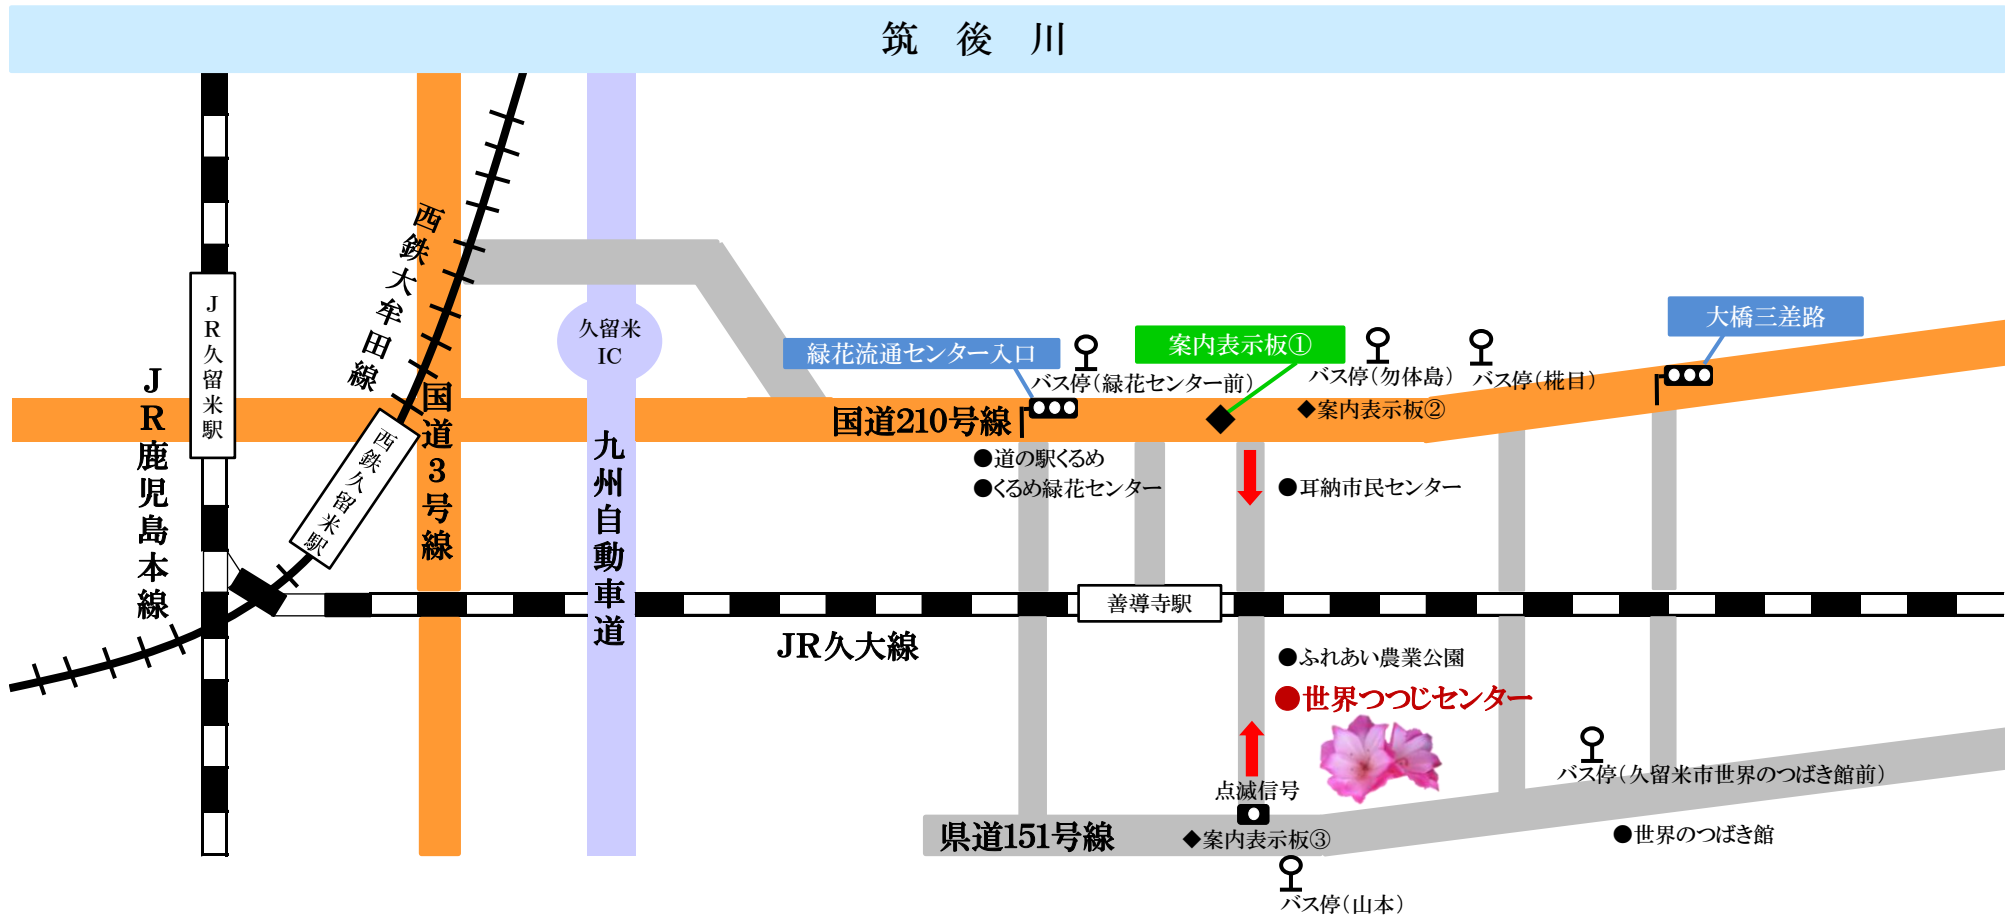 筑後川
西鉄大牟田線
JR久留米駅
久留米
IC
大橋三差路
案内表示板①
緑花流通センター入口
バス停(緑花センター前)
バス停(勿体島)
バス停(椛目)
◆案内表示板②
国道210号線
JR鹿児島本線
西鉄久留米駅
国道3号線
九州自動車道
●道の駅くるめ
●くるめ緑花センター
●耳納市民センター
善導寺駅
JR久大線
●ふれあい農業公園
●世界つつじセンター
バス停(久留米市世界のつばき館前)
点滅信号
県道151号線
◆案内表示板③
●世界のつばき館
バス停(山本)